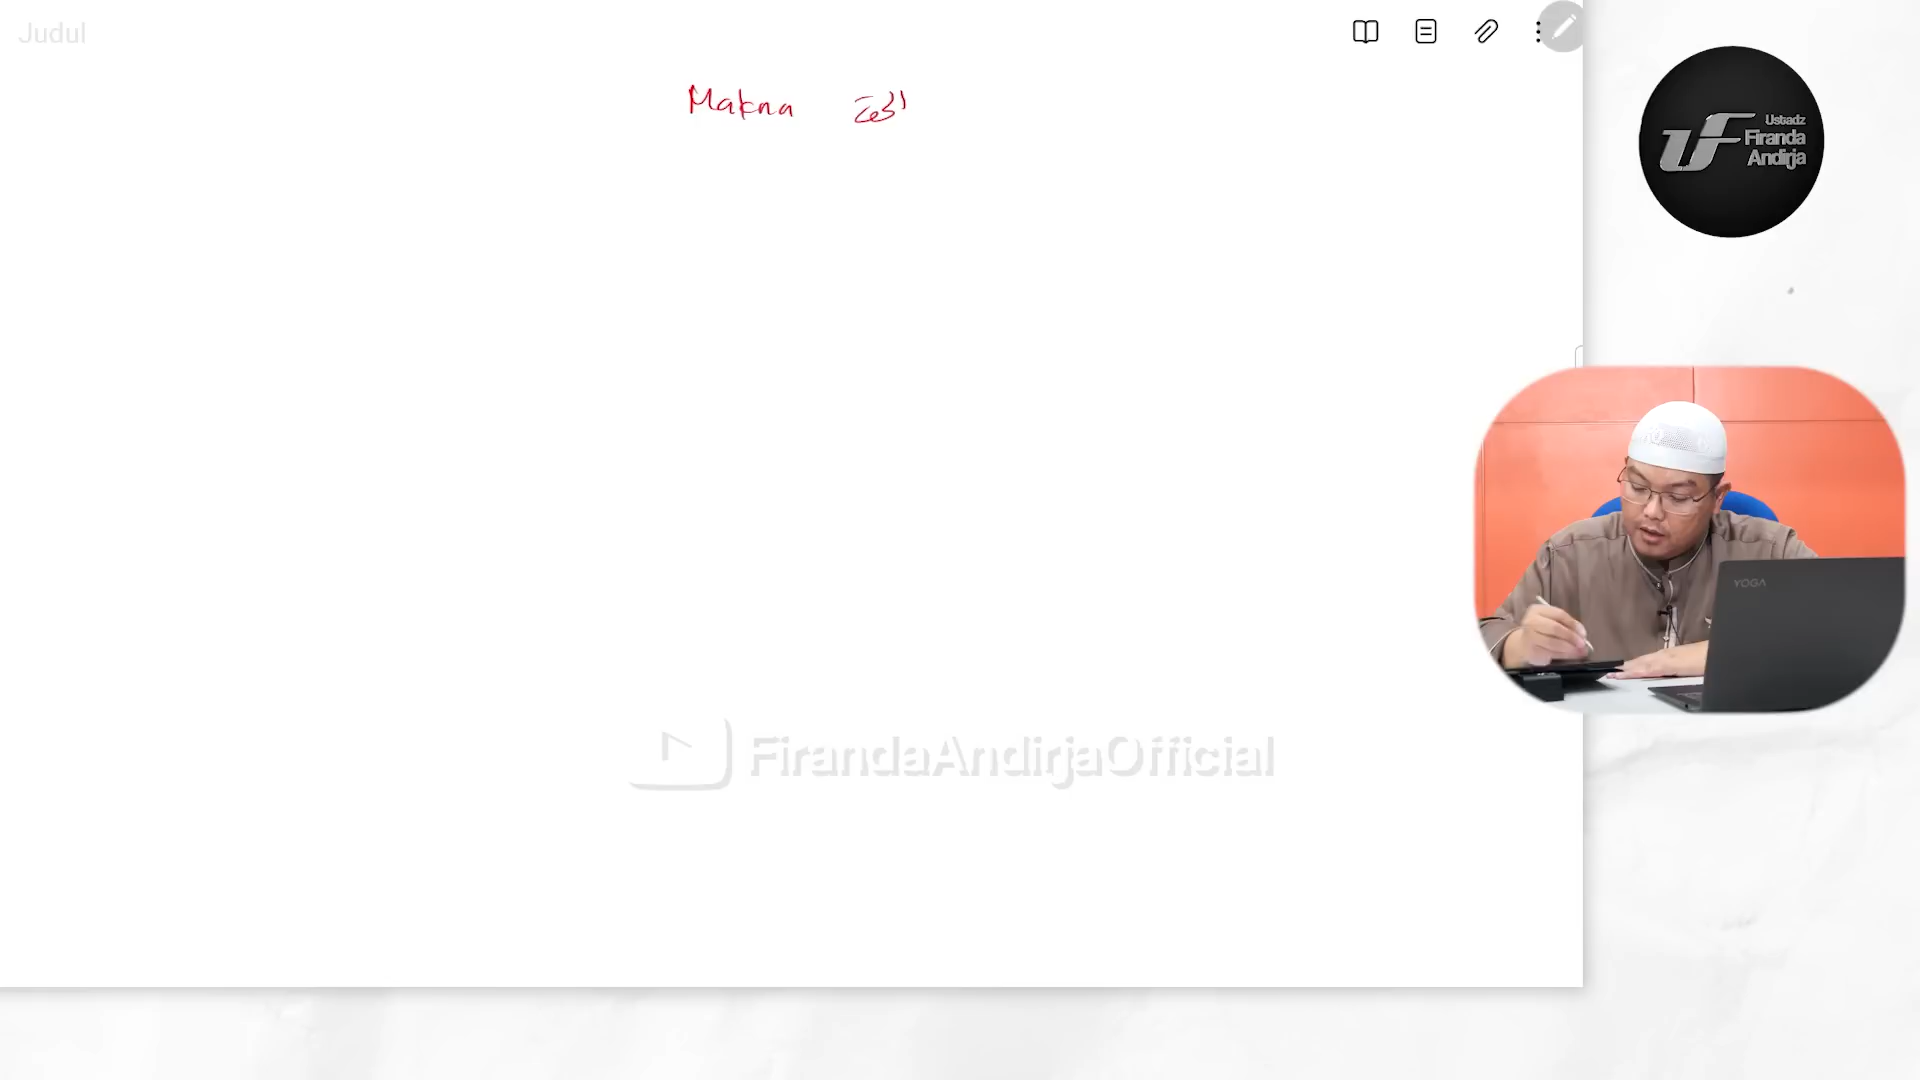 Judul
Makna
Ustadz
Firanda
Andirja
YOGA
FirandaAndirjaOfficial